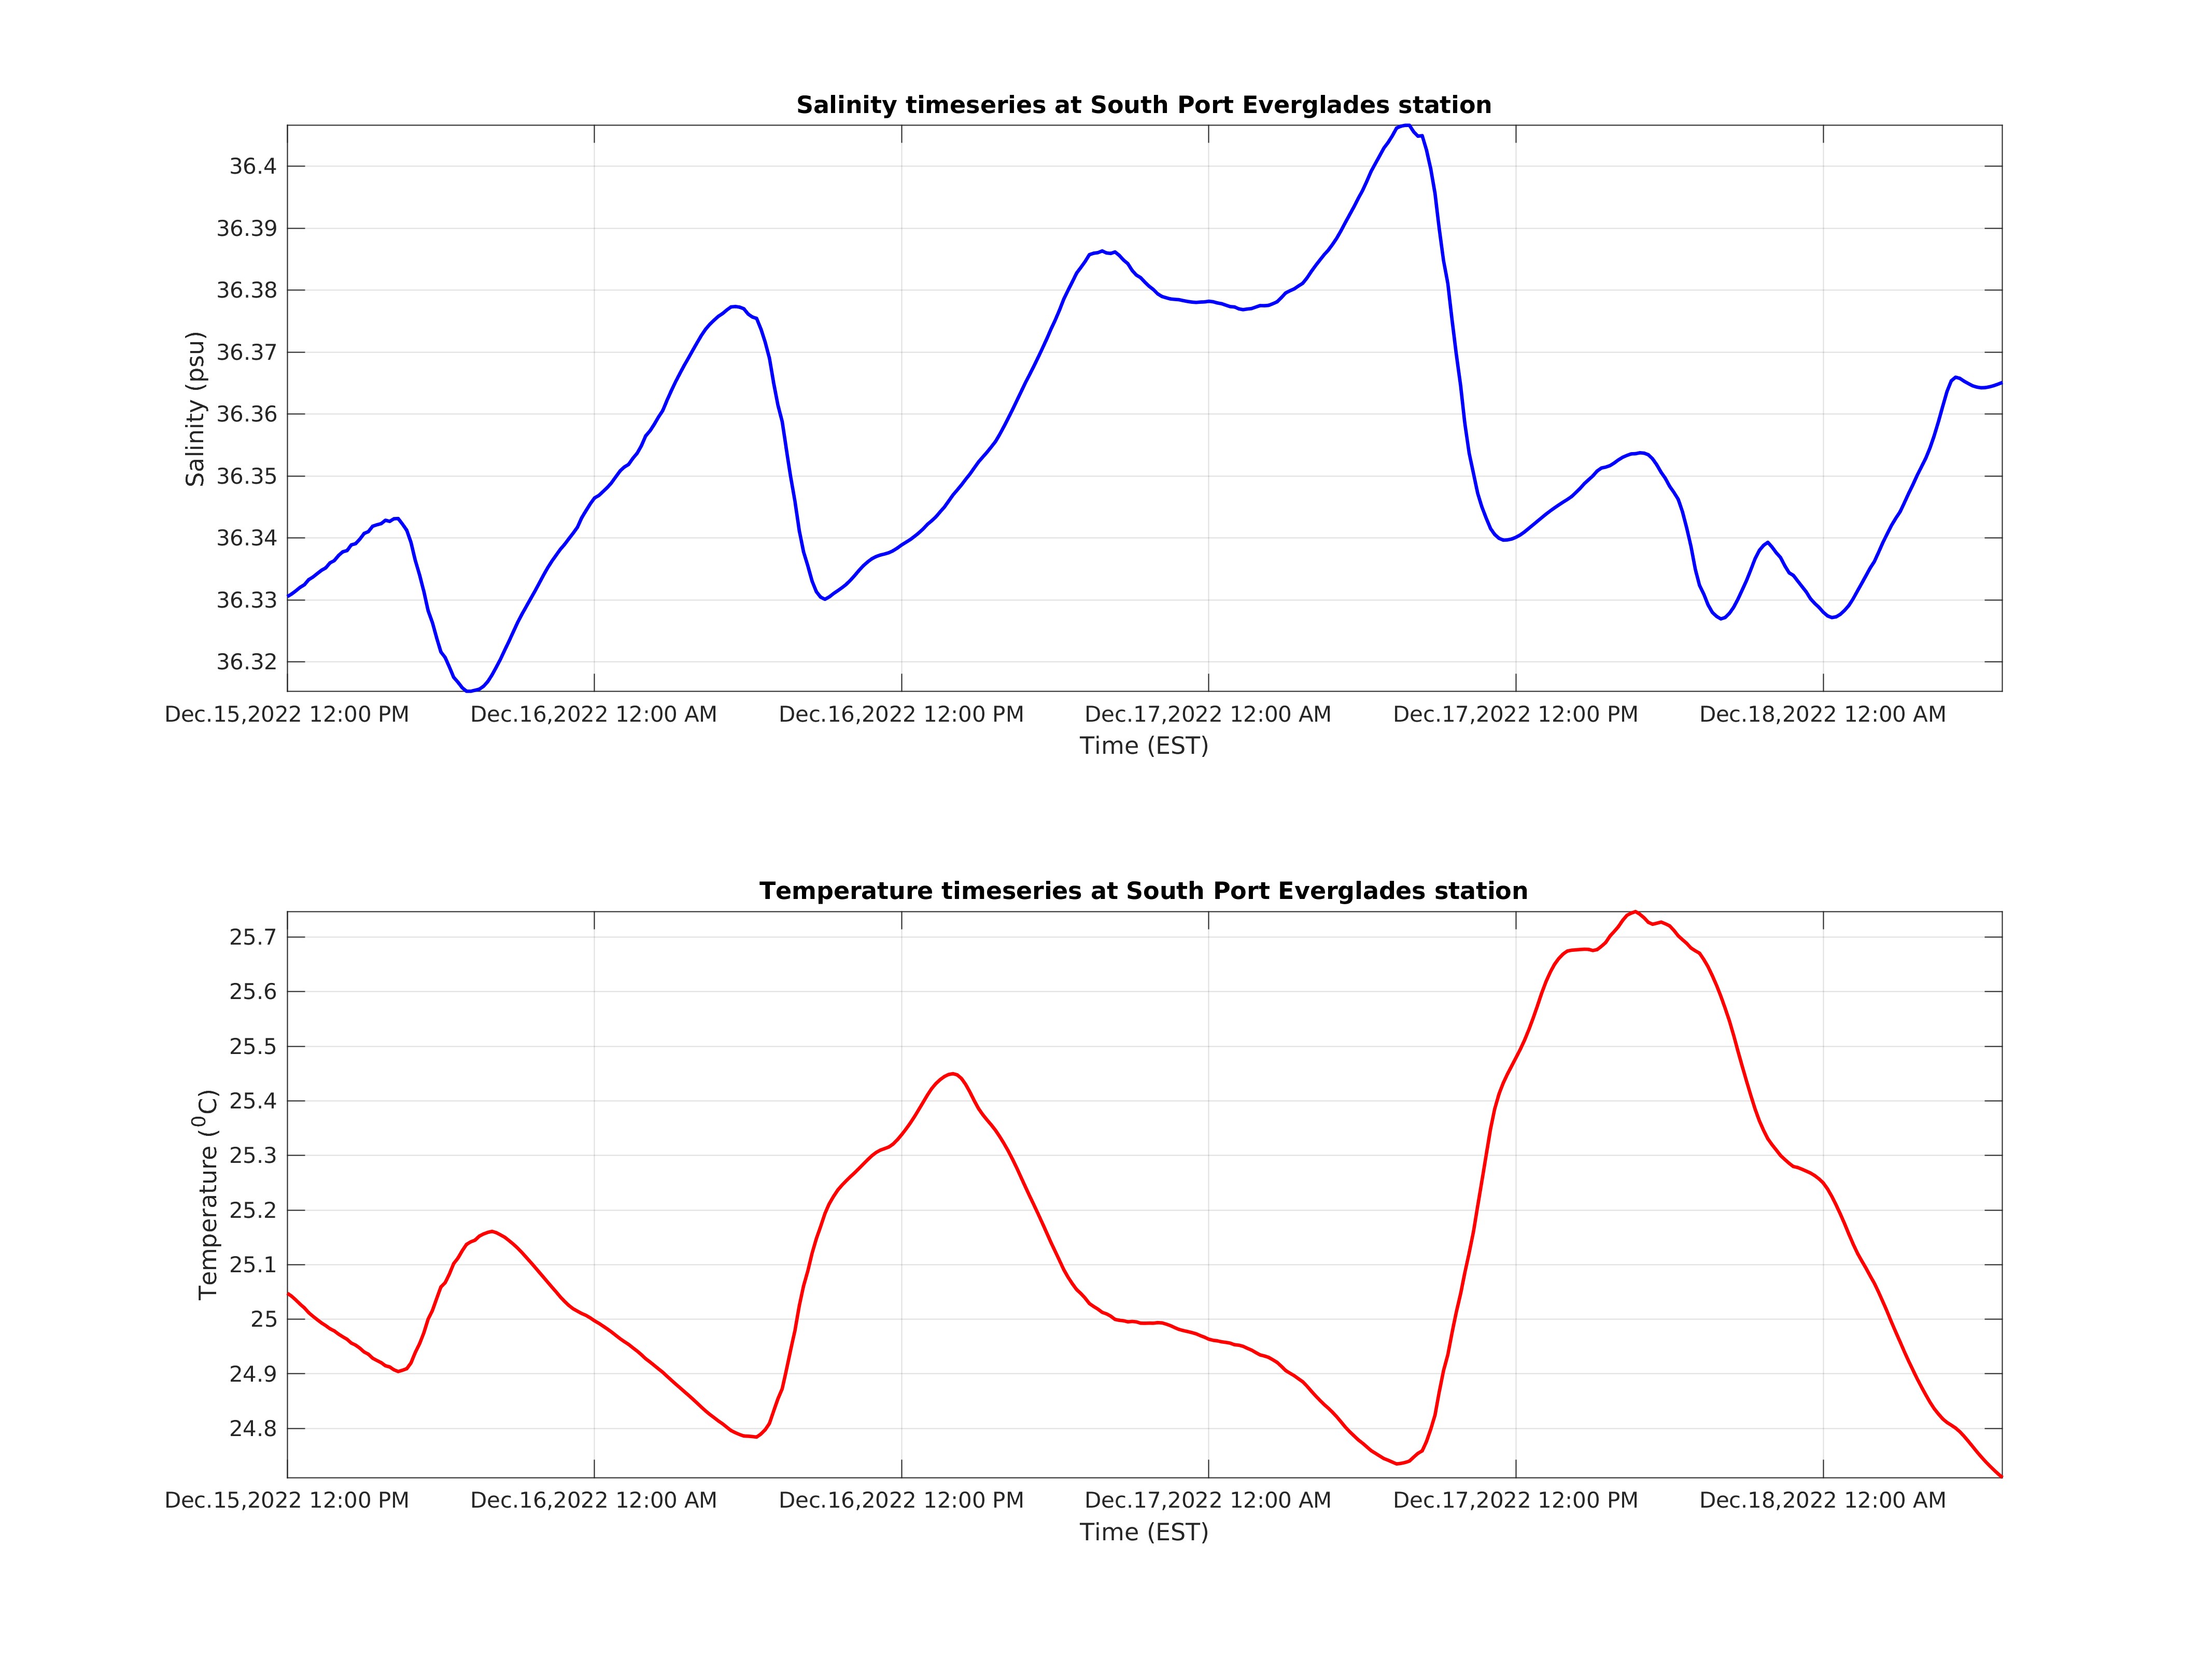 Salinity timeseries at South Port Everglades station
36.4
36.39
36.38
36.37
36.36
36.35
36.34
36.33
36.32
Salinity (psu)
Dec.15,2022 12:00 PM Dec.16,2022 12:00 AM Dec.16,2022 12:00 PM Dec.17,2022 12:00 AM Dec.17,2022 12:00 PM Dec.18,2022 12:00 AM
Time (EST)
Temperature timeseries at South Port Everglades station
25.7
25.6
25.5
25.4
25.3
25.2
25.1
25
24.9
24.8
Temperature (⁰C)
Dec.15,2022 12:00 PM Dec.16,2022 12:00 AM Dec.16,2022 12:00 PM Dec.17,2022 12:00 AM Dec.17,2022 12:00 PM Dec.18,2022 12:00 AM
Time (EST)